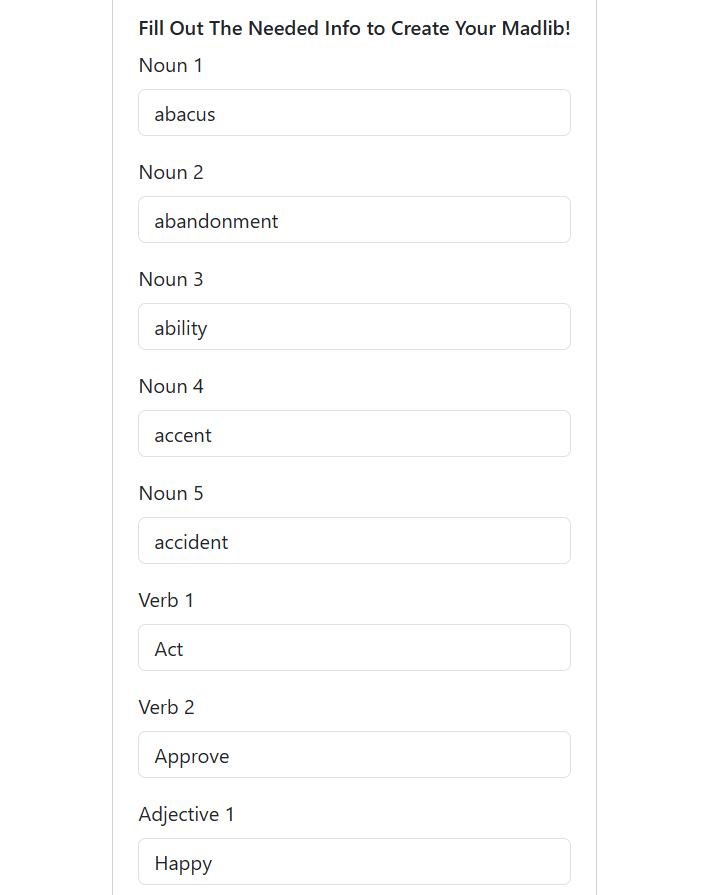 Fill Out The Needed Info to Create Your Madlib!
Noun 1
abacus
Noun 2
abandonment
Noun 3
ability
Noun 4
accent
Noun 5
accident
Verb 1
Act
Verb 2
Approve
Adjective 1
Happy